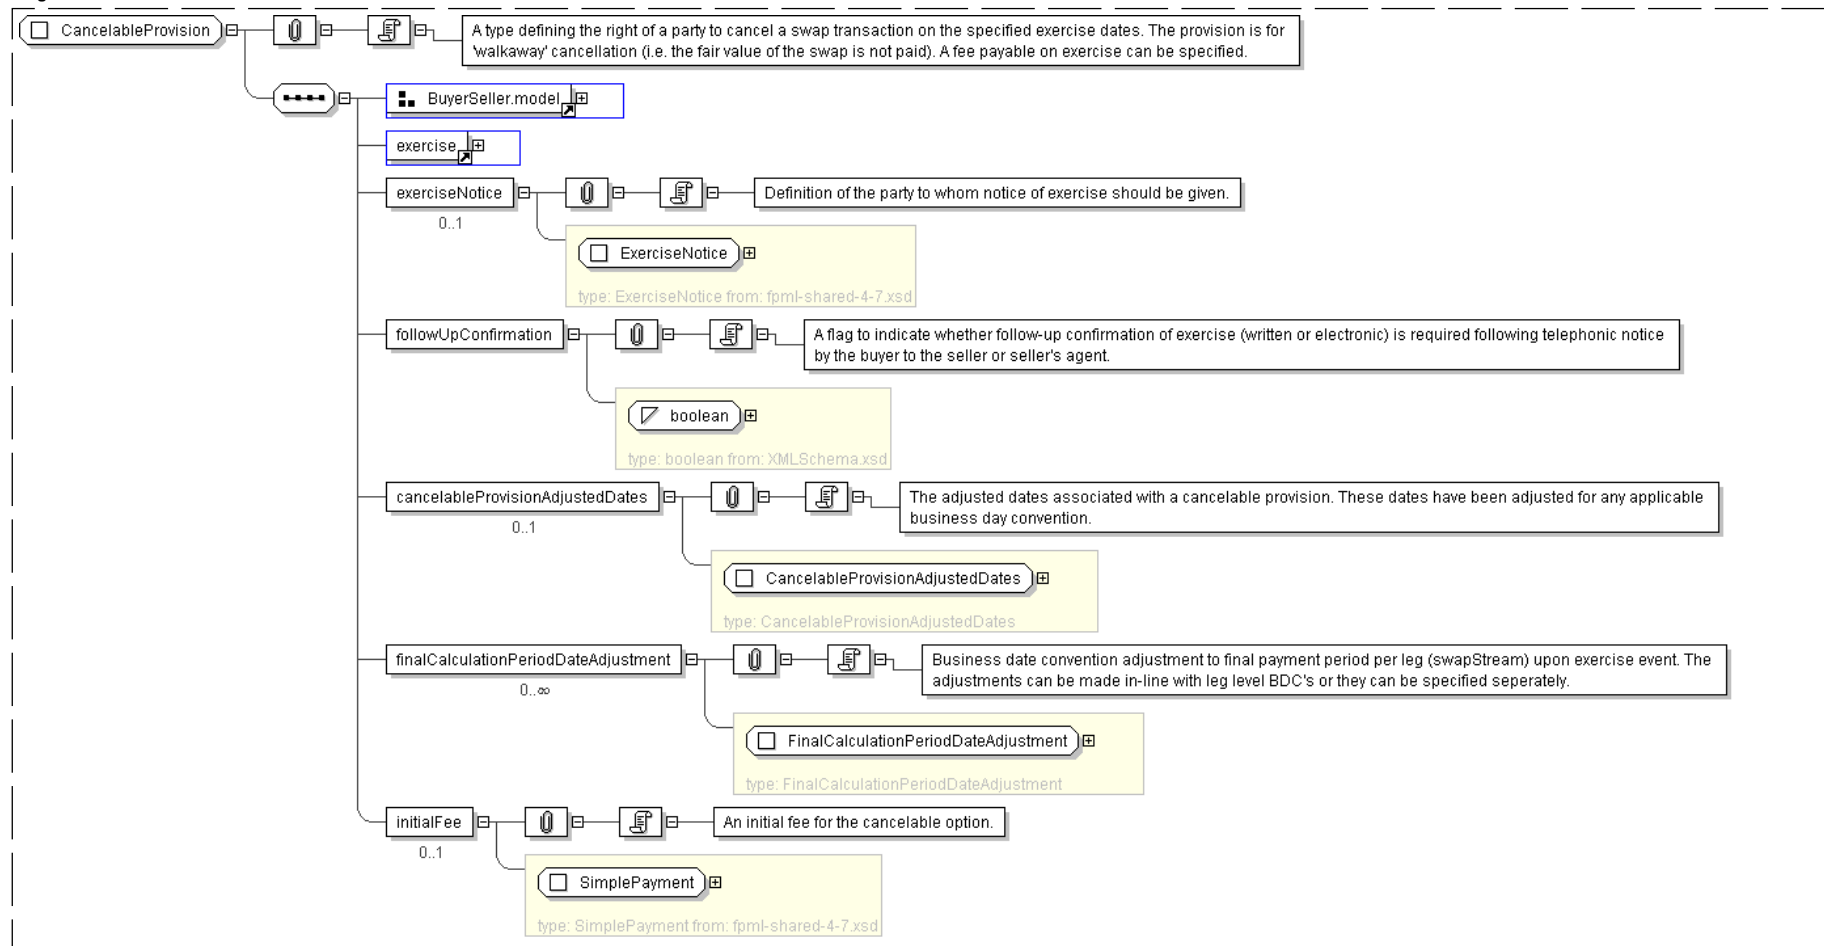 CancelableProvision
A type defining the right of a party to cancel a swap transaction on the specified exercise dates. The provision is for
'walkaway' cancellation (i.e. the fair value of the swap is not paid). A fee payable on exercise can be specified.
BuyerSeller.model
exercise
exerciseNotice
Definition of the party to whom notice of exercise should be given.
0..1
ExerciseNotice
type: ExerciseNotice from: fpml-shared-4-7.xsd
followUpConfirmation
A flag to indicate whether follow-up confirmation of exercise (written or electronic) is required following telephonic notice
by the buyer to the seller or seller's agent.
boolean
type: boolean from: XMLSchema.xsd
cancelableProvisionAdjustedDates
The adjusted dates associated with a cancelable provision. These dates have been adjusted for any applicable
business day convention.
0..1
CancelableProvisionAdjustedDates
type: CancelableProvisionAdjustedDates
finalCalculationPeriodDateAdjustment
Business date convention adjustment to final payment period per leg (swapStream) upon exercise event. The
adjustments can be made in-line with leg level BDC's or they can be specified seperately.
0..∞
FinalCalculationPeriodDateAdjustment
type: FinalCalculationPeriodDateAdjustment
initialFee
An initial fee for the cancelable option.
0..1
SimplePayment
type: SimplePayment from: fpml-shared-4-7.xsd